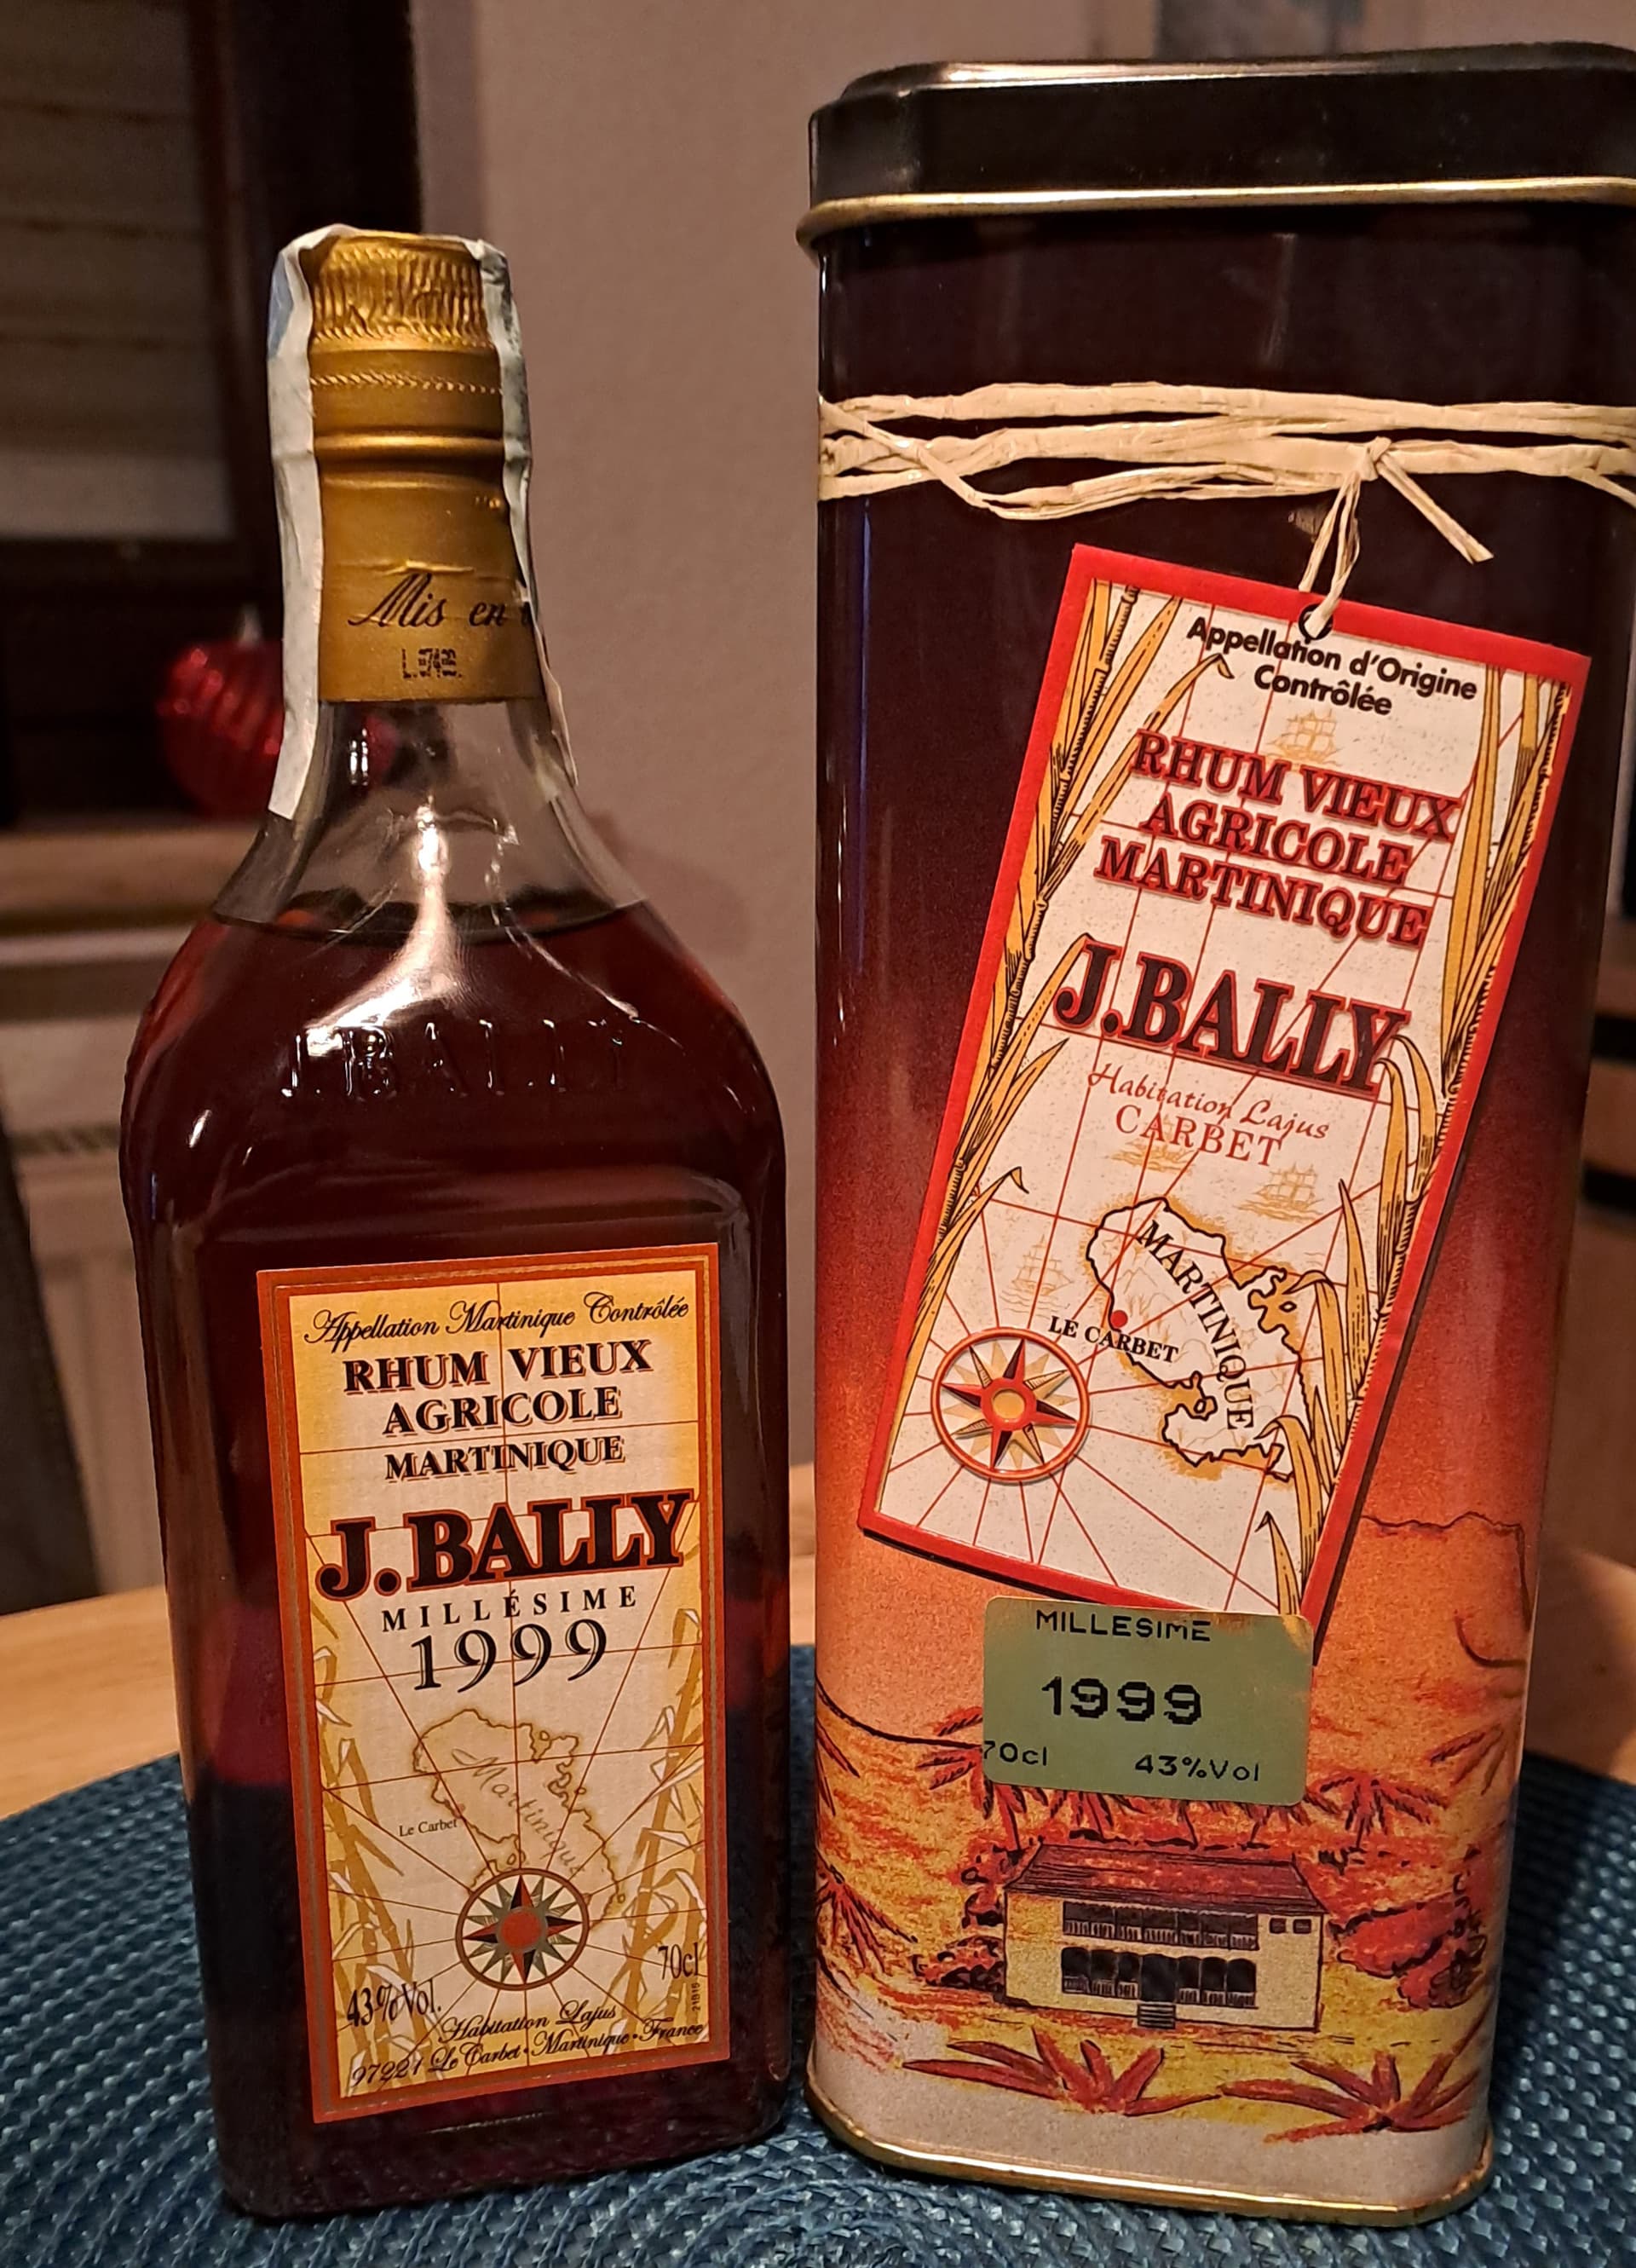 Mis en
J.BALLY
Appellation Martinique Contrôlée
RHUM VIEUX
AGRICOLE
MARTINIQUE
J.BALLY
MILLÉSIME
1999
Martinique
Le Carbet
70cl
43%Vol.
Habitation Lajus
97221 Le Carbet·Martinique·France
Appellation d'Origine
Contrôlée
RHUM VIEUX
AGRICOLE
MARTINIQUE
J.BALLY
Habitation Lajus
CARBET
MARTINIQUE
LE CARBET
MILLESIME
1999
70cl 43%Vol